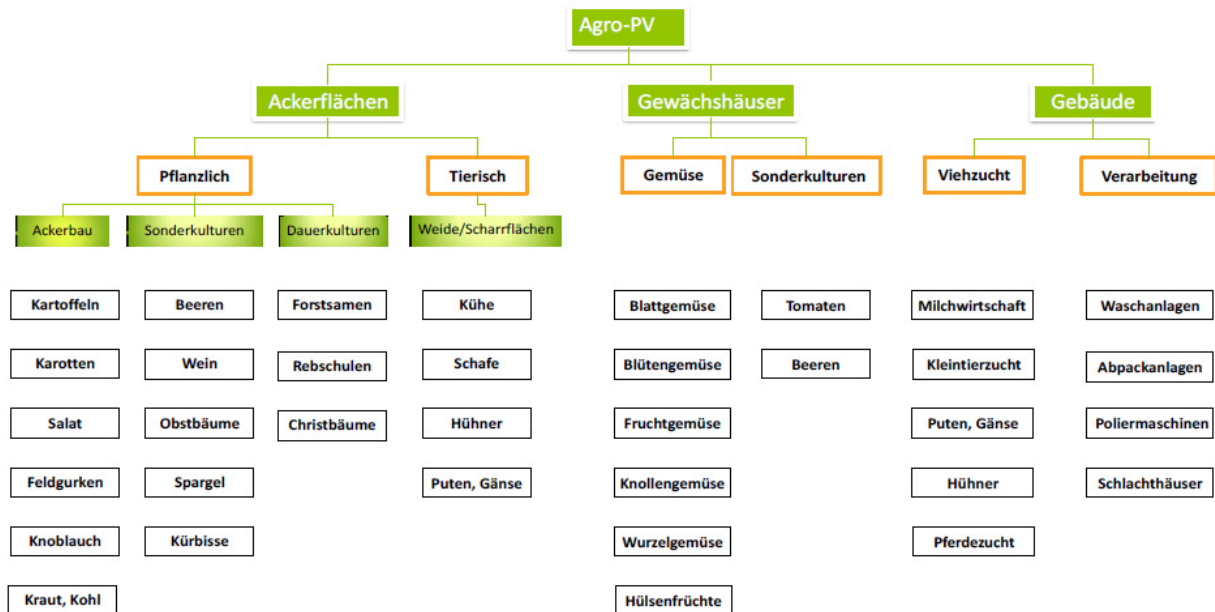 Agro-PV
Ackerflächen
Gewächshäuser
Gebäude
Pflanzlich
Tierisch
Gemüse
Sonderkulturen
Viehzucht
Verarbeitung
Ackerbau
Sonderkulturen
Dauerkulturen
Weide/Scharrflächen
Kartoffeln
Beeren
Forstsamen
Kühe
Blattgemüse
Tomaten
Milchwirtschaft
Waschanlagen
Karotten
Wein
Rebschulen
Schafe
Blütengemüse
Beeren
Kleintierzucht
Abpackanlagen
Salat
Obstbäume
Christbäume
Hühner
Fruchtgemüse
Puten, Gänse
Poliermaschinen
Feldgurken
Spargel
Puten, Gänse
Knollengemüse
Hühner
Schlachthäuser
Knoblauch
Kürbisse
Wurzelgemüse
Pferdezucht
Kraut, Kohl
Hülsenfrüchte